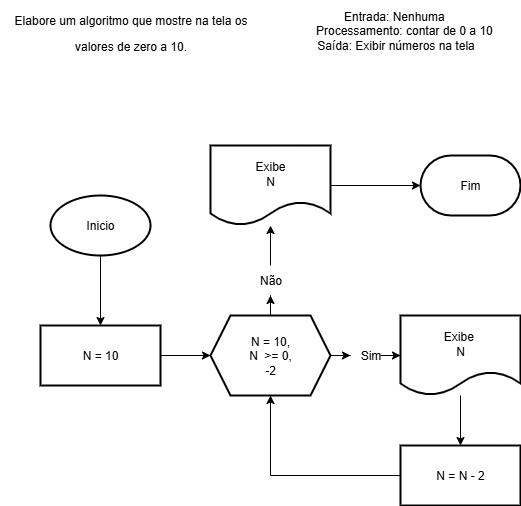 Elabore um algoritmo que mostre na tela os
valores de zero a 10.
Entrada: Nenhuma
Processamento: contar de 0 a 10
Saída: Exibir números na tela
Exibe
N
Fim
Inicio
Não
N = 10
N = 10,
N >= 0,
-2
Sim
Exibe
N
N = N - 2